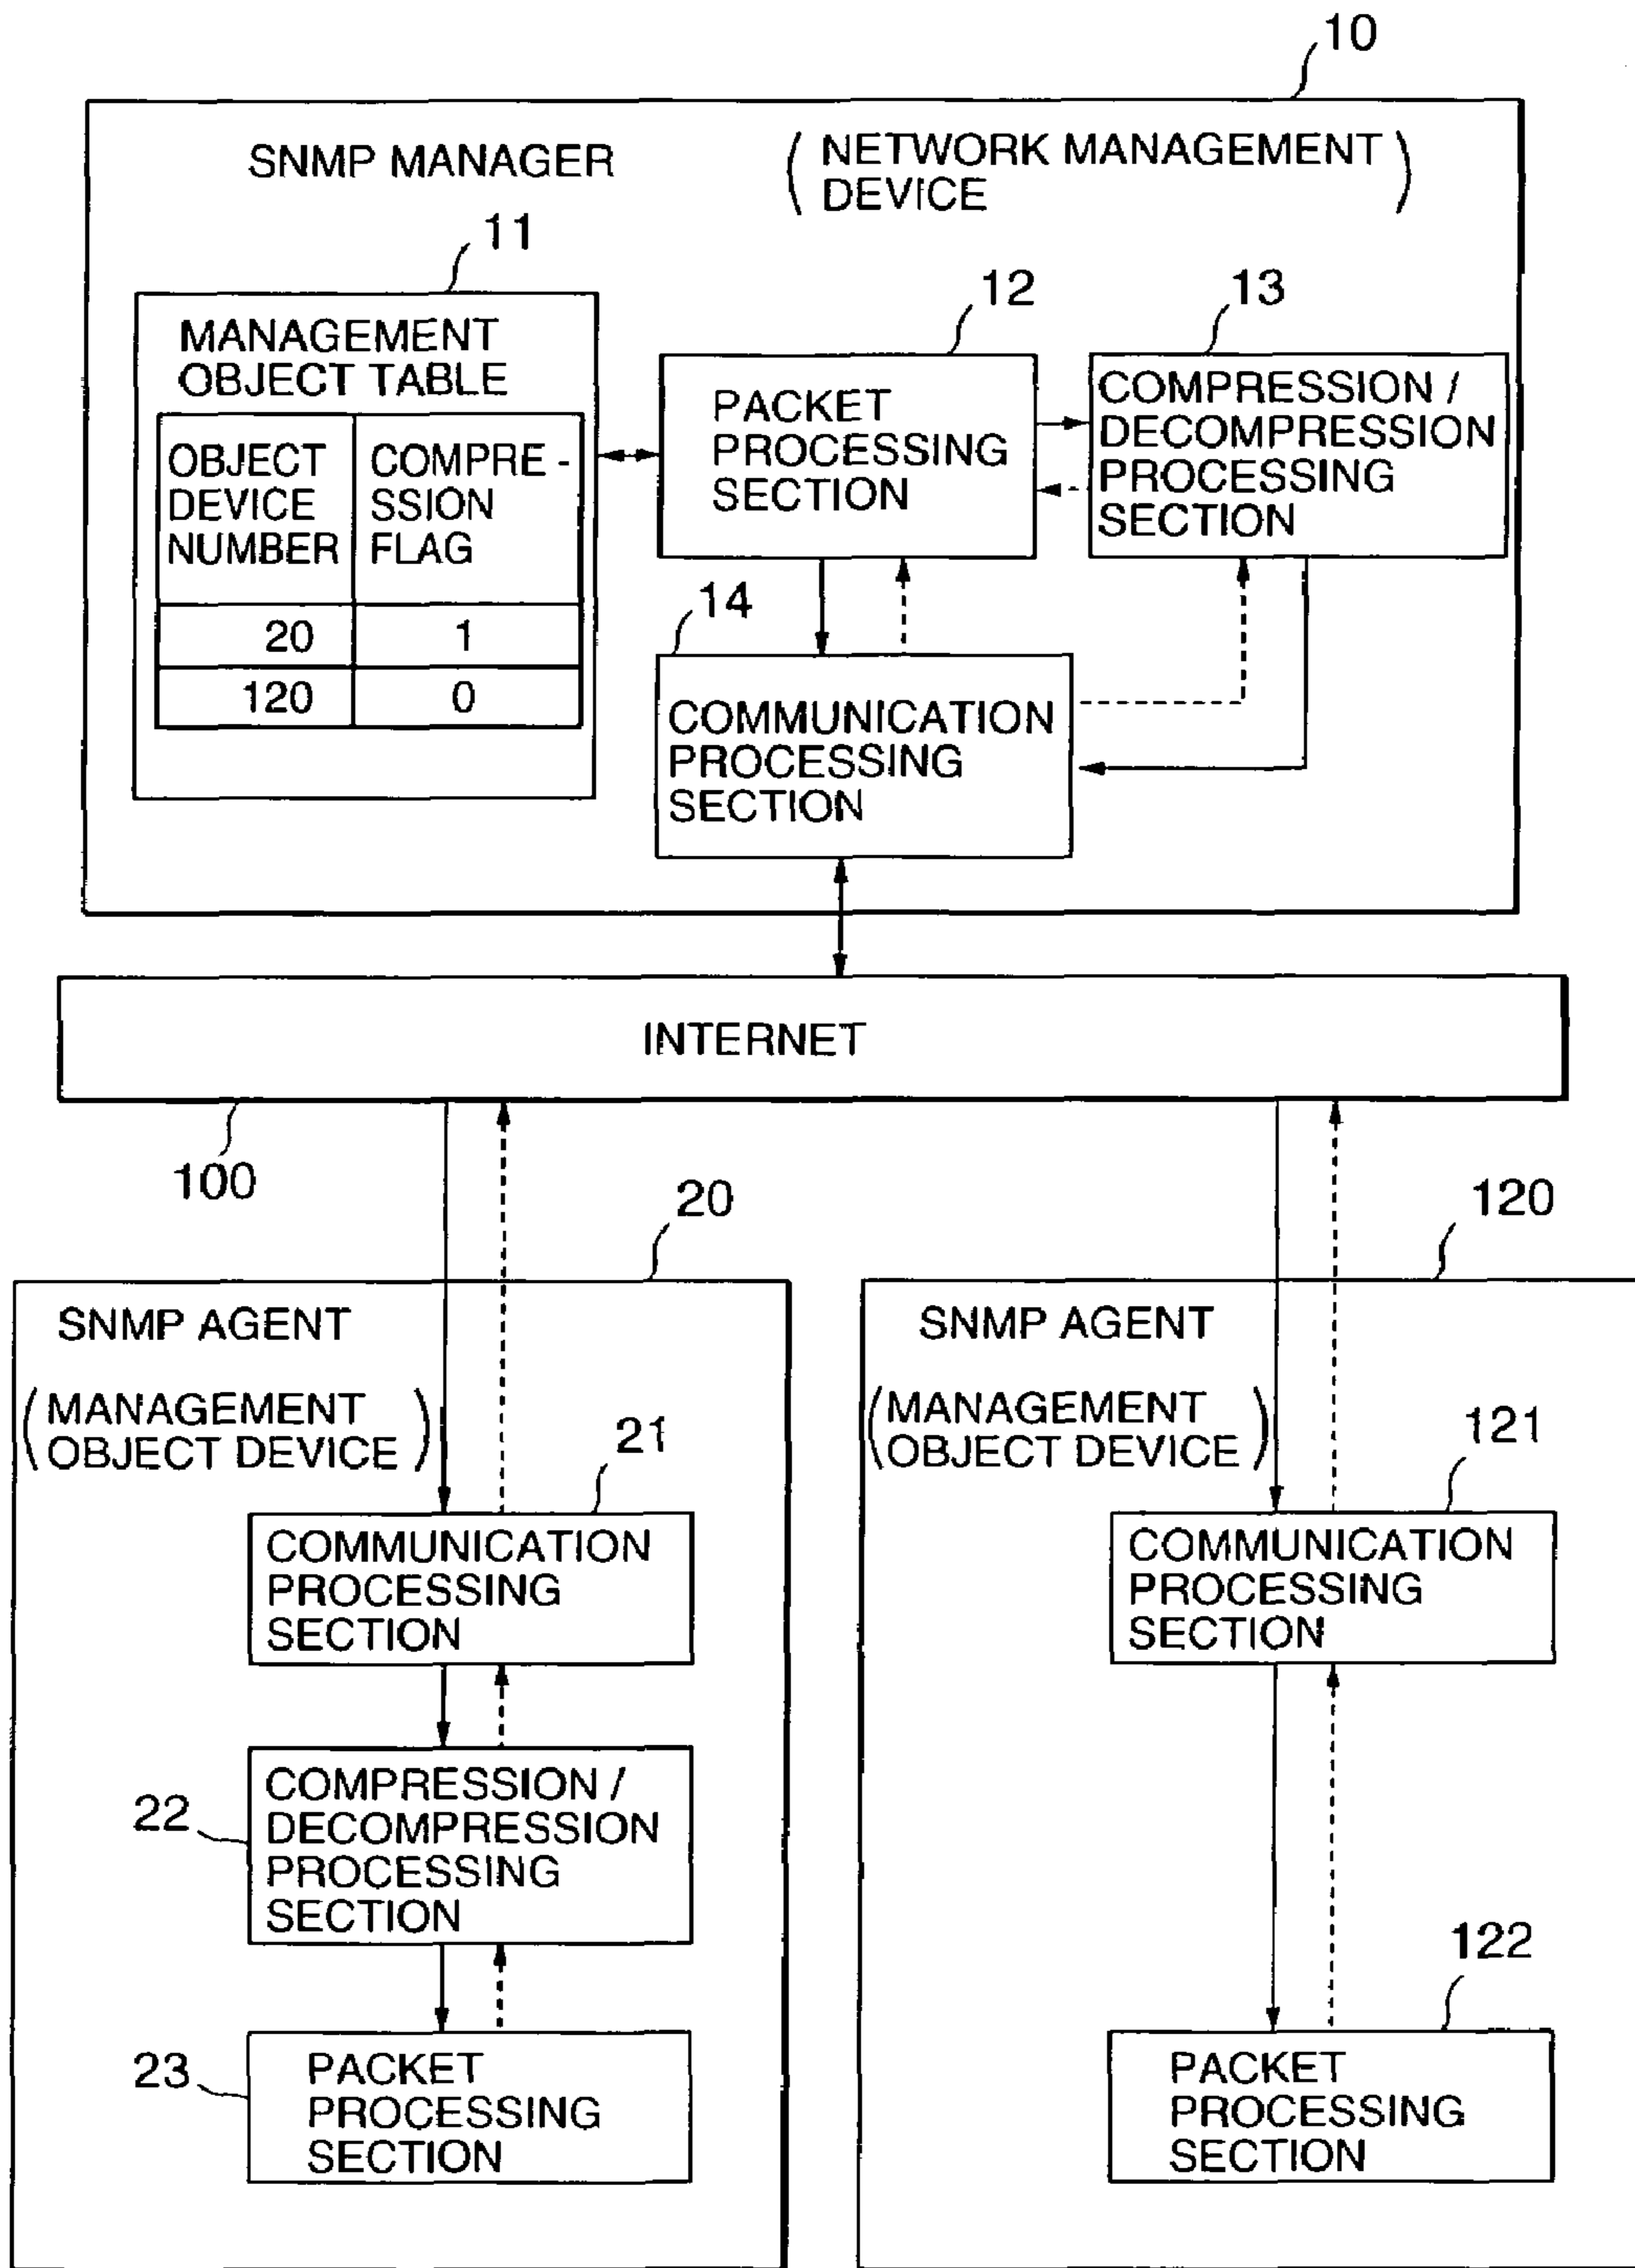 10
SNMP MANAGER
( NETWORK MANAGEMENT )
DEVICE
11
MANAGEMENT
OBJECT TABLE
OBJECT
DEVICE
NUMBER
COMPRE -
SSION
FLAG
20 1
120 0
12
PACKET
PROCESSING
SECTION
13
COMPRESSION /
DECOMPRESSION
PROCESSING
SECTION
14
COMMUNICATION
PROCESSING
SECTION
INTERNET
100
20
SNMP AGENT
( MANAGEMENT
OBJECT DEVICE )
21
COMMUNICATION
PROCESSING
SECTION
22
COMPRESSION /
DECOMPRESSION
PROCESSING
SECTION
23
PACKET
PROCESSING
SECTION
120
SNMP AGENT
( MANAGEMENT
OBJECT DEVICE )
121
COMMUNICATION
PROCESSING
SECTION
122
PACKET
PROCESSING
SECTION